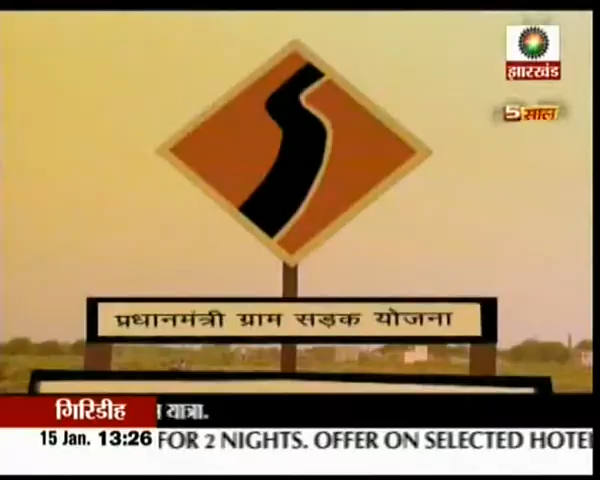 झारखंड
5 साल
प्रधानमंत्री ग्राम सड़क योजना
गिरिडीह
यात्रा.
15 Jan. 13:26 FOR 2 NIGHTS. OFFER ON SELECTED HOTE